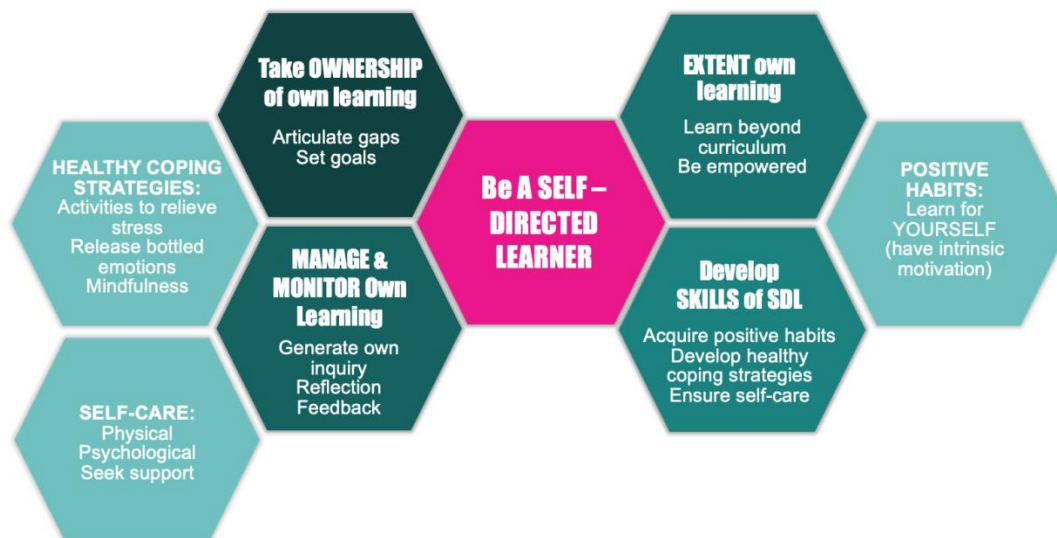 Take OWNERSHIP
of own learning
Articulate gaps
Set goals
EXTENT own
learning
Learn beyond
curriculum
Be empowered
HEALTHY COPING
STRATEGIES:
Activities to relieve
stress
Release bottled
emotions
Mindfulness
Be A SELF –
DIRECTED
LEARNER
POSITIVE
HABITS:
Learn for
YOURSELF
(have intrinsic
motivation)
MANAGE &
MONITOR Own
Learning
Generate own
inquiry
Reflection
Feedback
Develop
SKILLS of SDL
Acquire positive habits
Develop healthy
coping strategies
Ensure self-care
SELF-CARE:
Physical
Psychological
Seek support